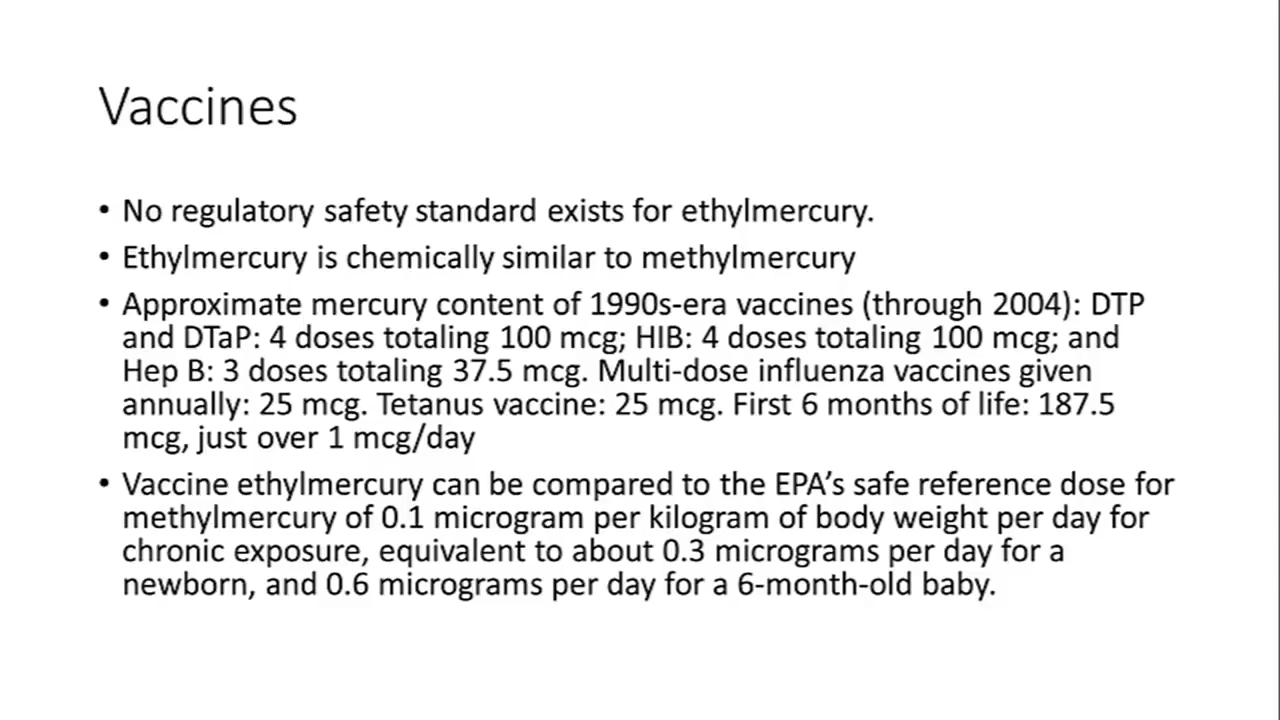 Vaccines
• No regulatory safety standard exists for ethylmercury.
• Ethylmercury is chemically similar to methylmercury
• Approximate mercury content of 1990s-era vaccines (through 2004): DTP
and DTaP: 4 doses totaling 100 mcg; HIB: 4 doses totaling 100 mcg; and
Hep B: 3 doses totaling 37.5 mcg. Multi-dose influenza vaccines given
annually: 25 mcg. Tetanus vaccine: 25 mcg. First 6 months of life: 187.5
mcg, just over 1 mcg/day
• Vaccine ethylmercury can be compared to the EPA’s safe reference dose for
methylmercury of 0.1 microgram per kilogram of body weight per day for
chronic exposure, equivalent to about 0.3 micrograms per day for a
newborn, and 0.6 micrograms per day for a 6-month-old baby.